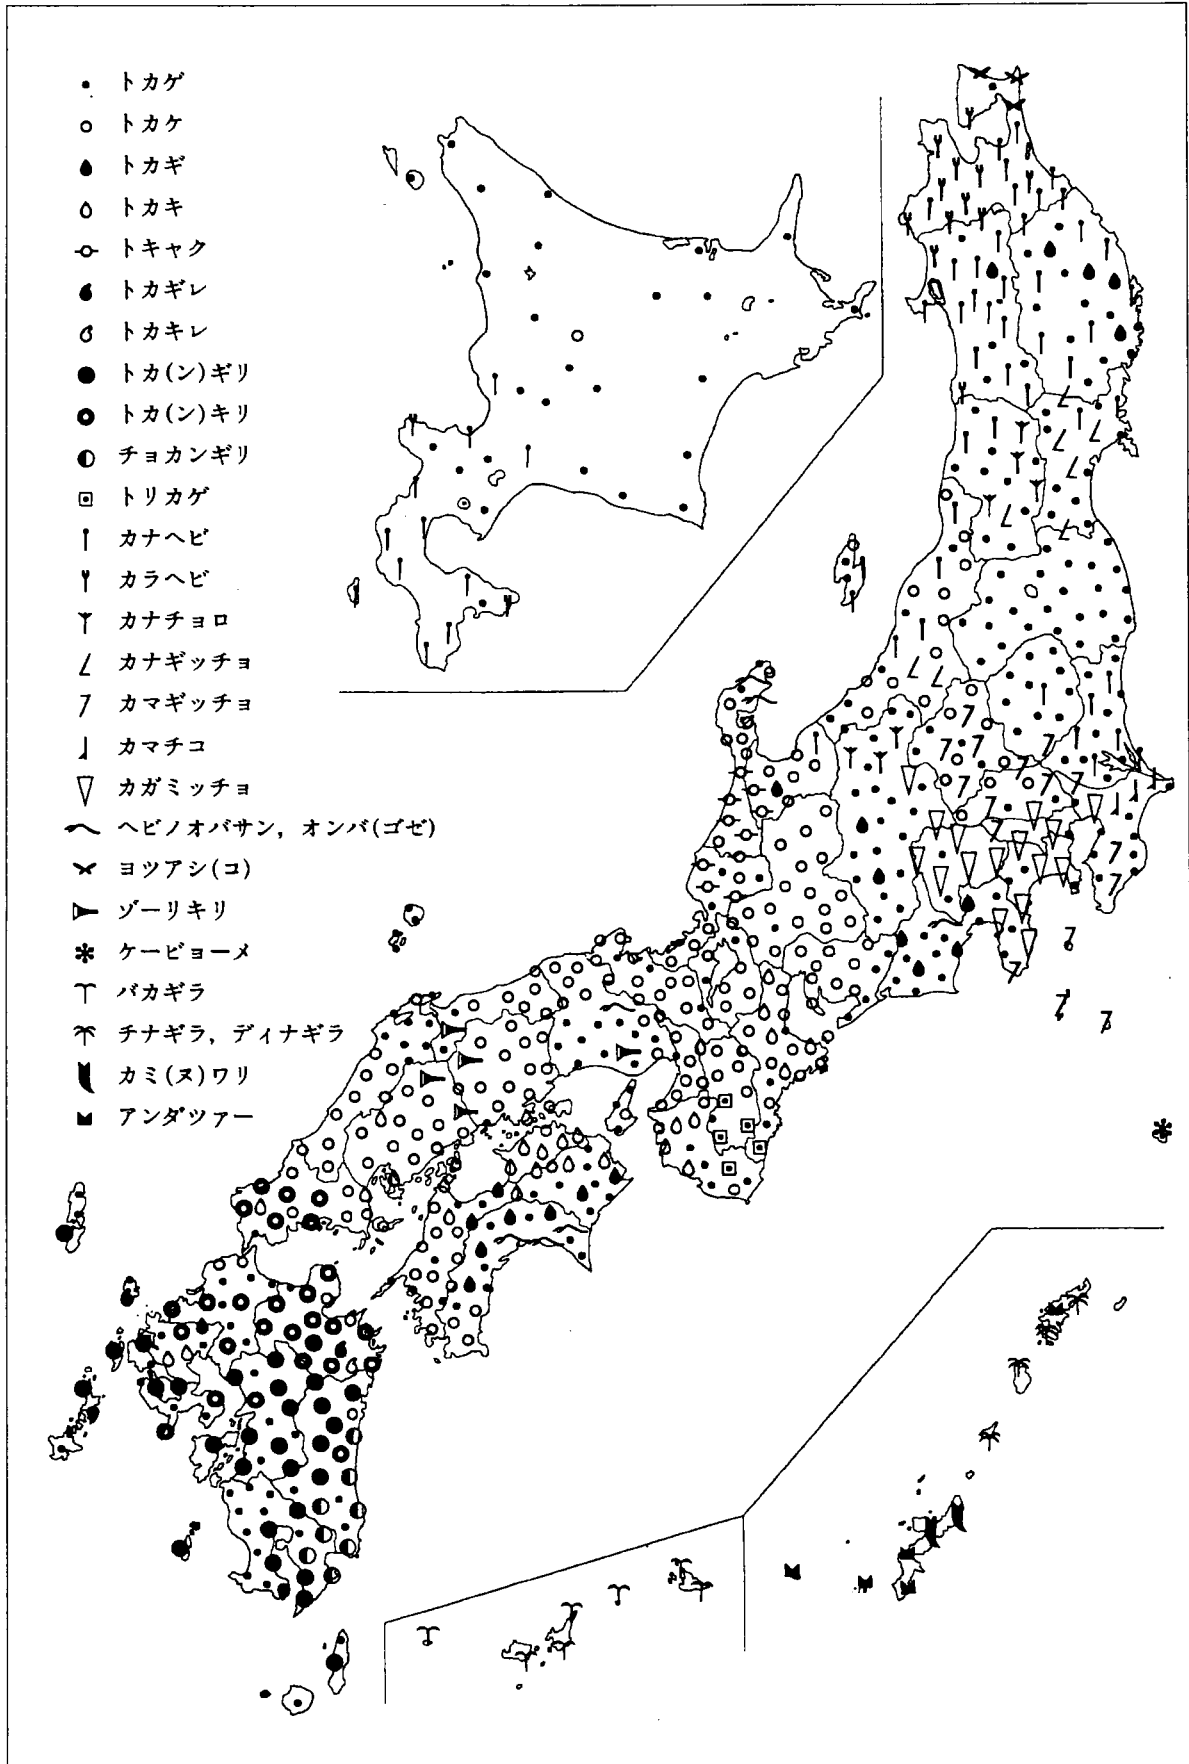 トカゲ
トカケ
トカギ
トカキ
トキャク
トカギレ
トカキレ
トカ(ン)ギリ
トカ(ン)キリ
チョカンギリ
トリカゲ
カナヘビ
カラヘビ
カナチョロ
カナギッチョ
カマギッチョ
カマチコ
カガミッチョ
ヘビノオバサン, オンバ(ゴゼ)
ヨツアシ(コ)
ゾーリキリ
ケービョーメ
バカギラ
チナギラ, ディナギラ
カミ(ヌ)ワリ
アンダツァー